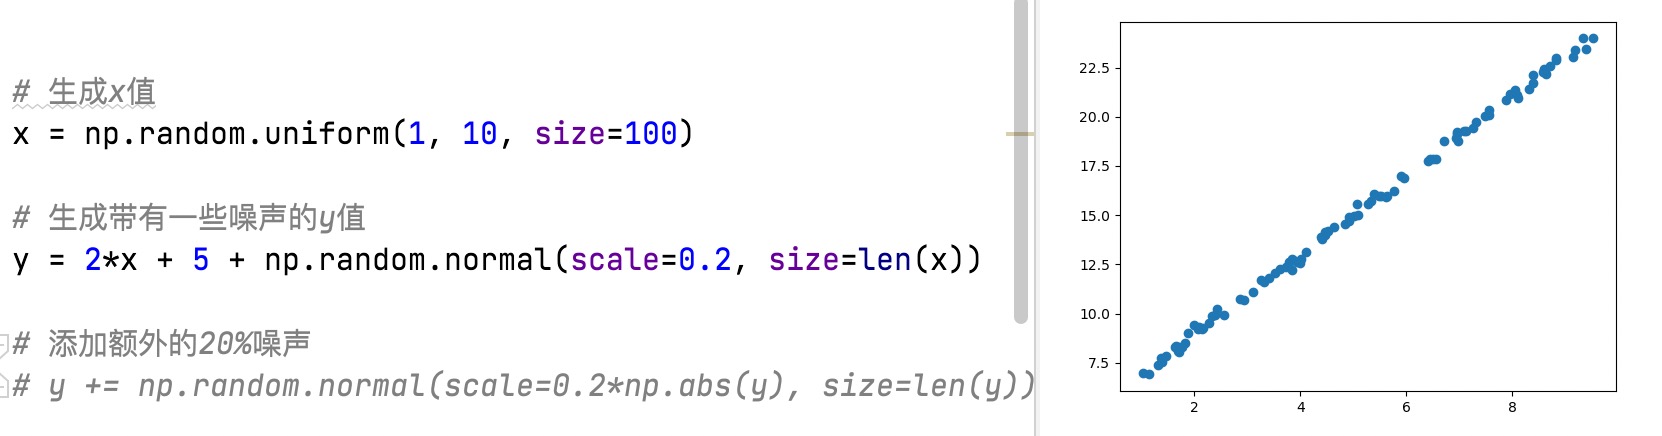 # 生成x值
x = np.random.uniform(1, 10, size=100)
# 生成带有一些噪声的y值
y = 2*x + 5 + np.random.normal(scale=0.2, size=len(x))
# 添加额外的20%噪声
# y += np.random.normal(scale=0.2*np.abs(y), size=len(y))
22.5
20.0
17.5
15.0
12.5
10.0
7.5
2 4 6 8